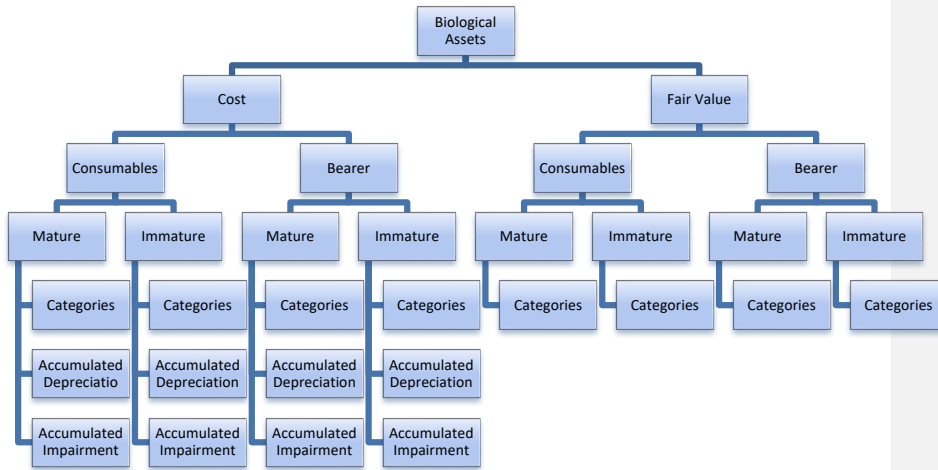 Biological
Assets
Cost
Fair Value
Consumables
Bearer
Consumables
Bearer
Mature
Immature
Mature
Immature
Mature
Immature
Mature
Immature
Categories
Categories
Categories
Categories
Categories
Categories
Categories
Categories
Accumulated
Depreciatio
Accumulated
Depreciation
Accumulated
Depreciation
Accumulated
Depreciation
Accumulated
Impairment
Accumulated
Impairment
Accumulated
Impairment
Accumulated
Impairment